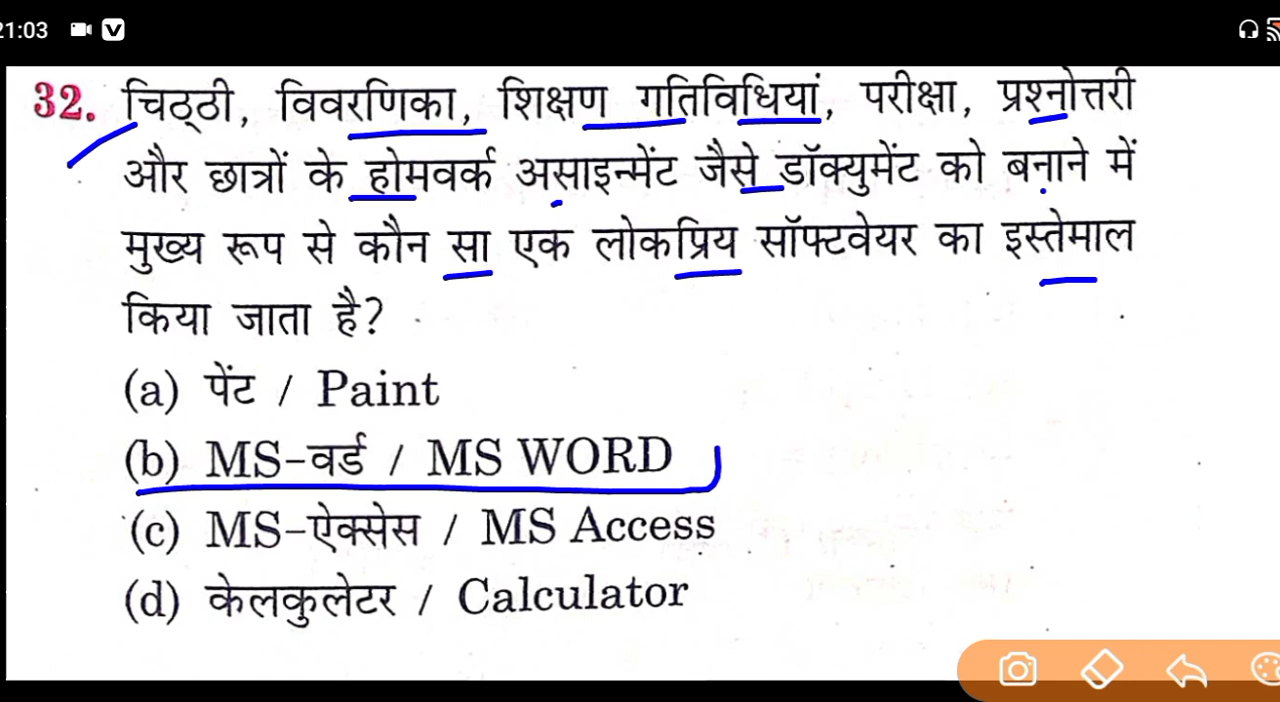 21:03
32. चिठ्ठी, विवरणिका, शिक्षण गतिविधियां, परीक्षा, प्रश्नोत्तरी
और छात्रों के होमवर्क असाइन्मेंट जैसे डॉक्युमेंट को बनाने में
मुख्य रूप से कौन सा एक लोकप्रिय सॉफ्टवेयर का इस्तेमाल
किया जाता है?
(a) पेंट / Paint
(b) MS-वर्ड / MS WORD
(c) MS-ऐक्सेस / MS Access
(d) केलकुलेटर / Calculator